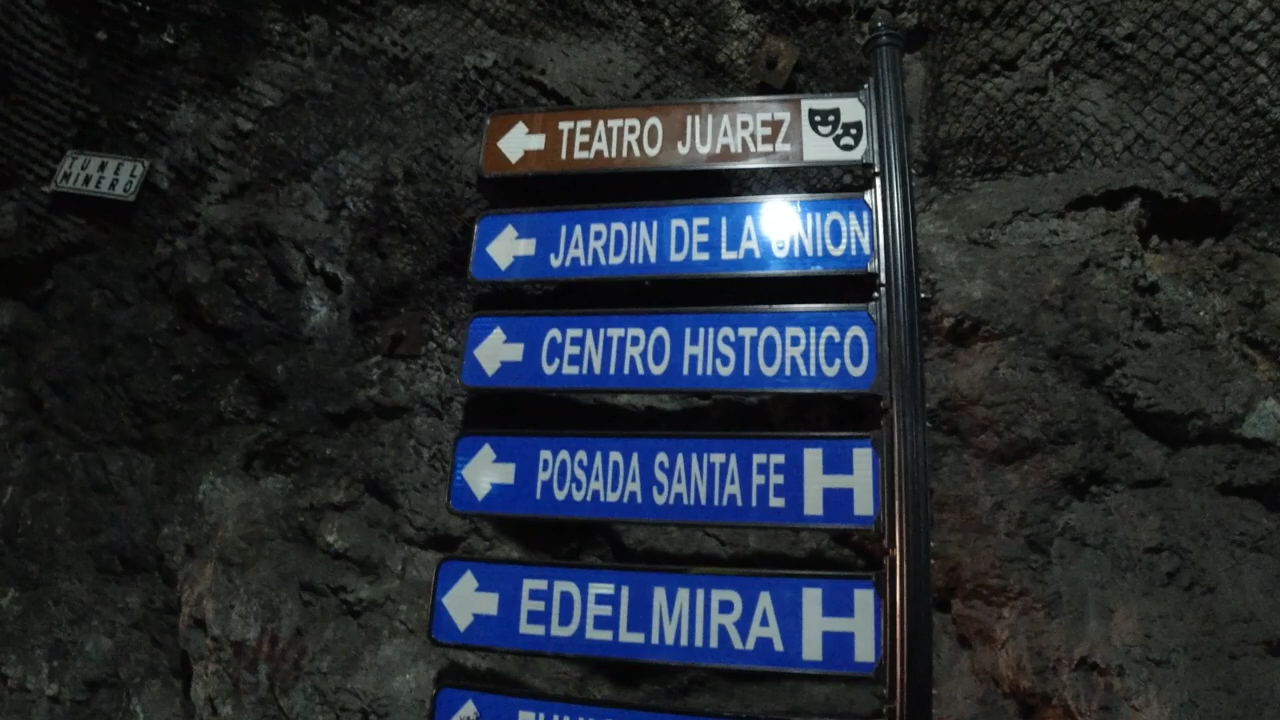 TUNEL
MINERO
TEATRO JUAREZ
JARDIN DE LA UNION
CENTRO HISTORICO
POSADA SANTA FE H
EDELMIRA H